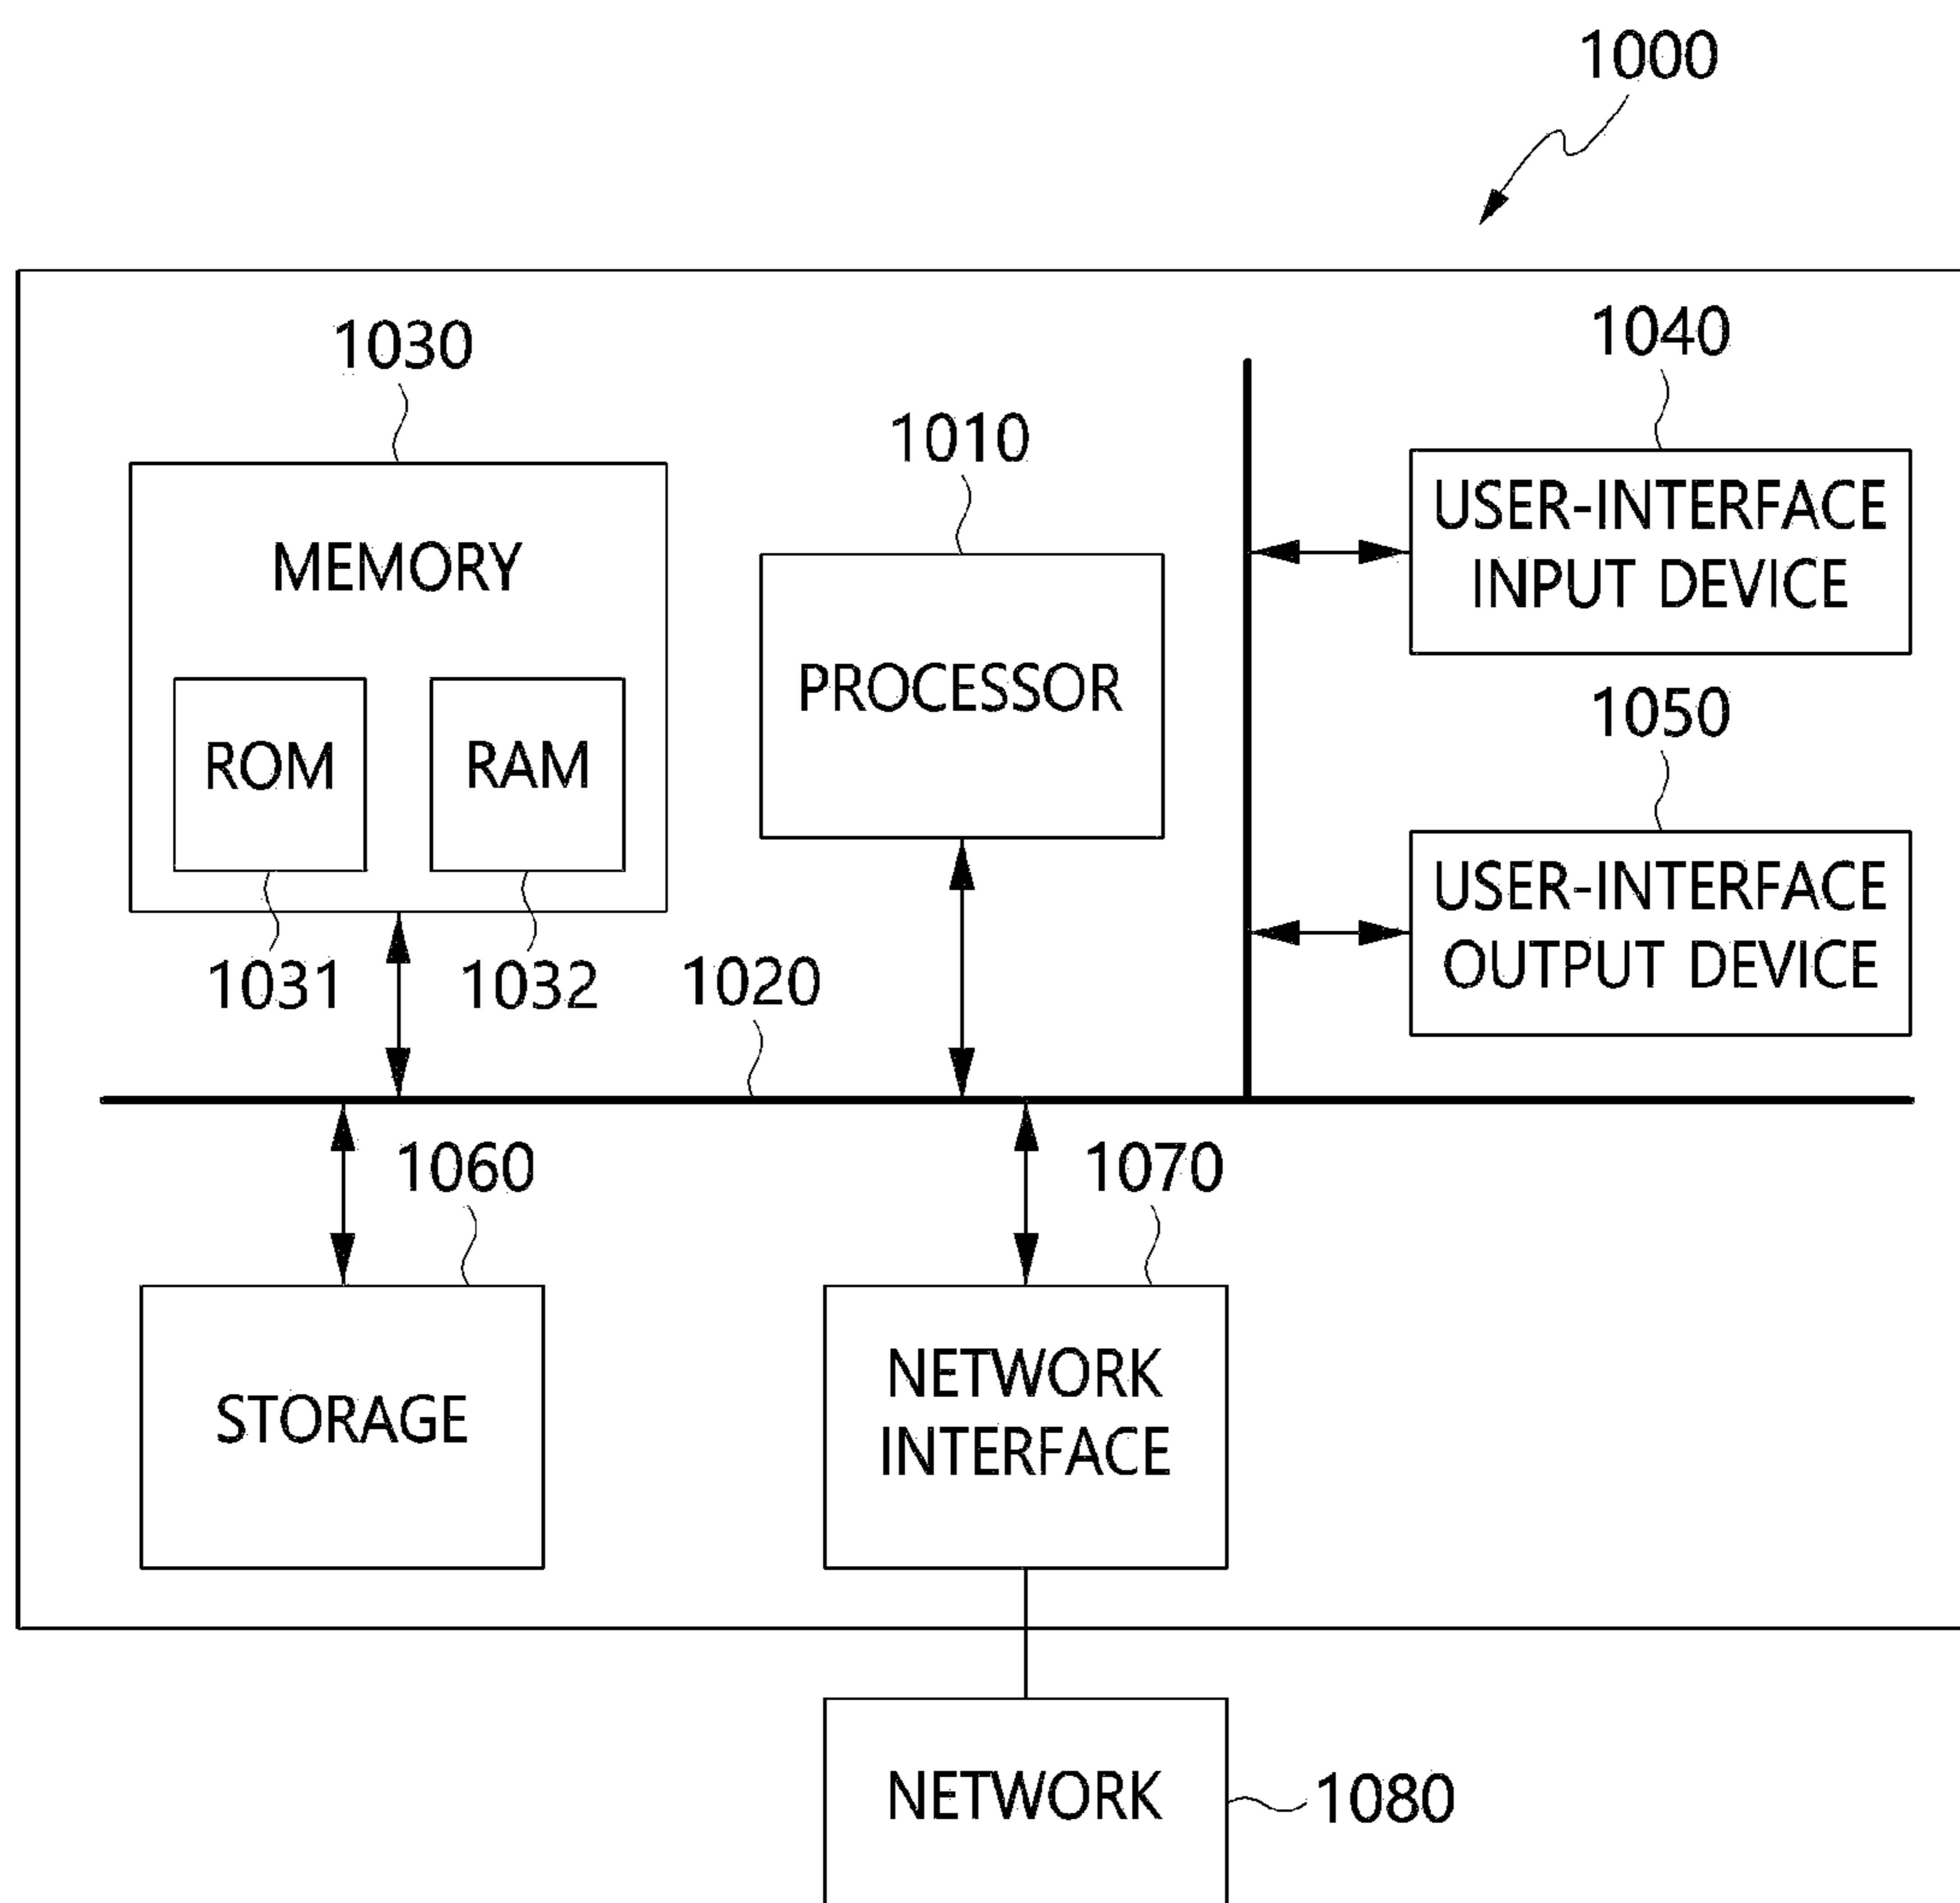 1000
1030
1010
1040
MEMORY
PROCESSOR
USER-INTERFACE
INPUT DEVICE
ROM
RAM
1050
USER-INTERFACE
OUTPUT DEVICE
1031
1032
1020
1060
1070
STORAGE
NETWORK
INTERFACE
NETWORK
1080